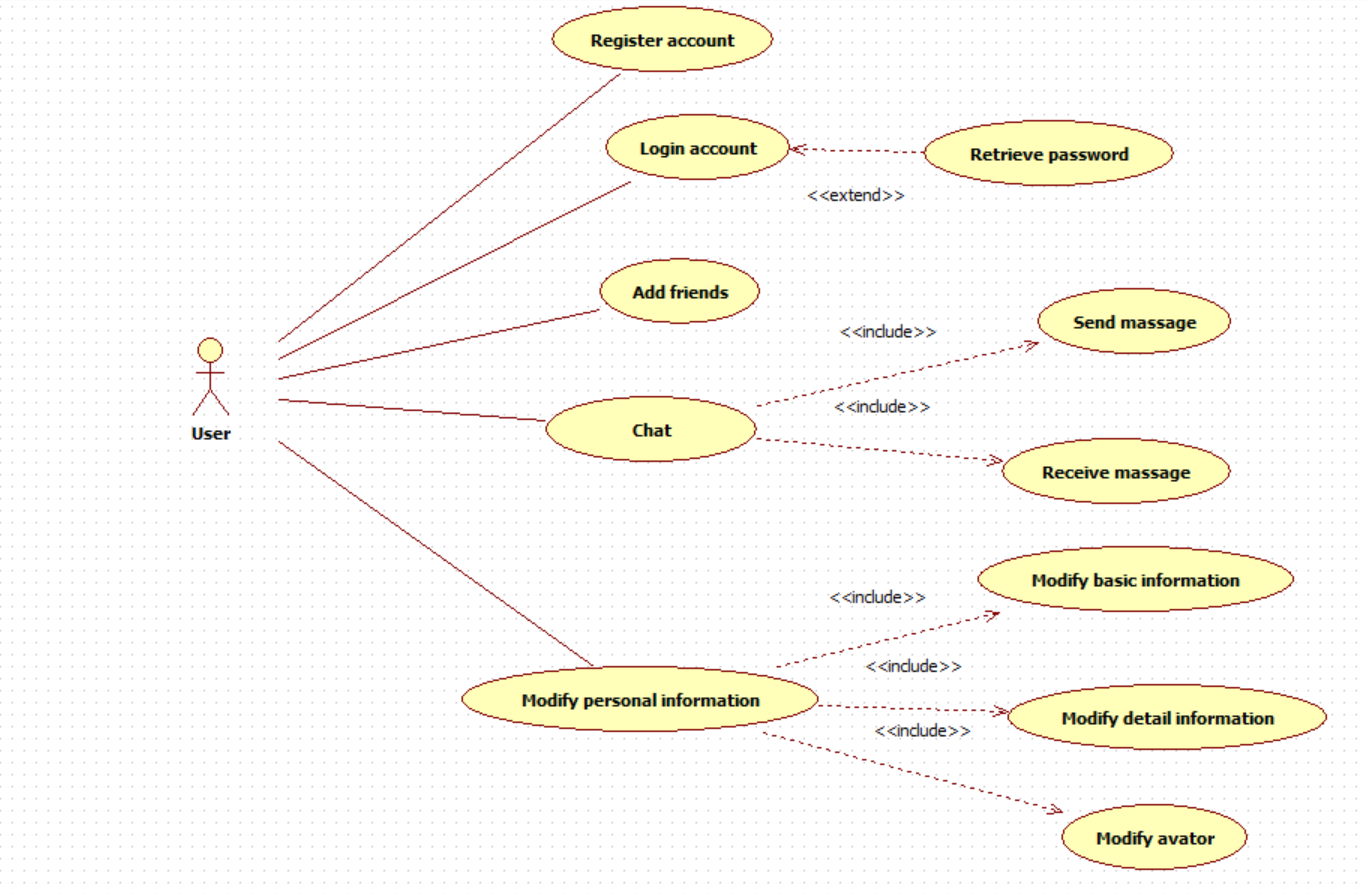 Register account
Login account
Retrieve password
<<extend>>
Add friends
<<include>>
Send massage
<<include>>
Chat
User
Receive massage
Modify basic information
<<include>>
<<include>>
Modify personal information
Modify detail information
<<include>>
Modify avator